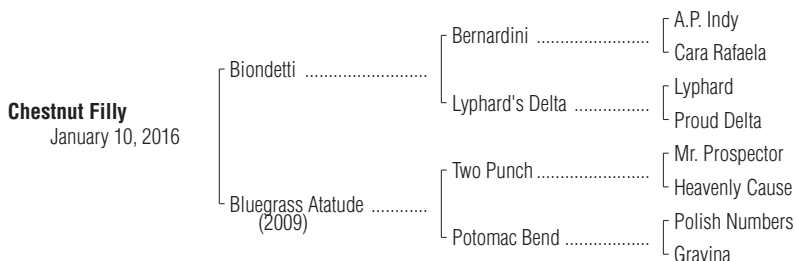 A.P. Indy
Bernardini ...................
Cara Rafaela
Biondetti .....................
Lyphard
Lyphard's Delta .............
Proud Delta
Chestnut Filly
January 10, 2016
Mr. Prospector
Two Punch ...................
Heavenly Cause
Bluegrass Atatude ..........
(2009)
Polish Numbers
Potomac Bend ..............
Gravina